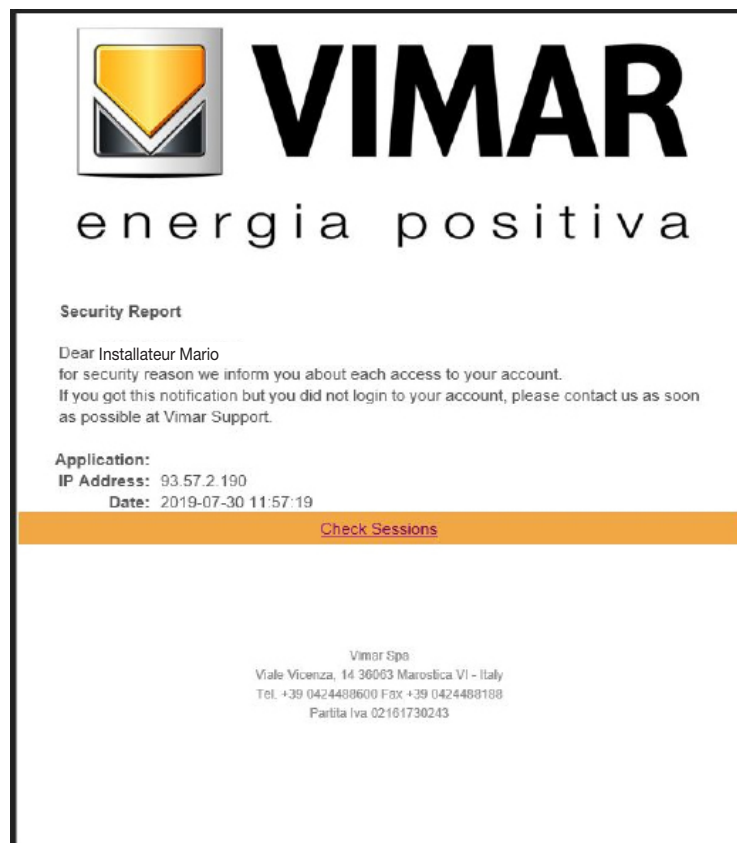 VIMAR
energia positiva
Security Report
Dear Installateur Mario
for security reason we inform you about each access to your account.
If you got this notification but you did not login to your account, please contact us as soon
as possible at Vimar Support.
Application:
IP Address: 93.57.2.190
Date: 2019-07-30 11:57:19
Check Sessions
Vimar Spa
Viale Vicenza, 14 36063 Marostica VI - Italy
Tel. +39 0424488600 Fax +39 0424488188
Partita Iva 02161730243